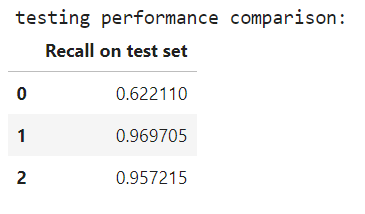 testing performance comparison:
Recall on test set
0 0.622110
1 0.969705
2 0.957215